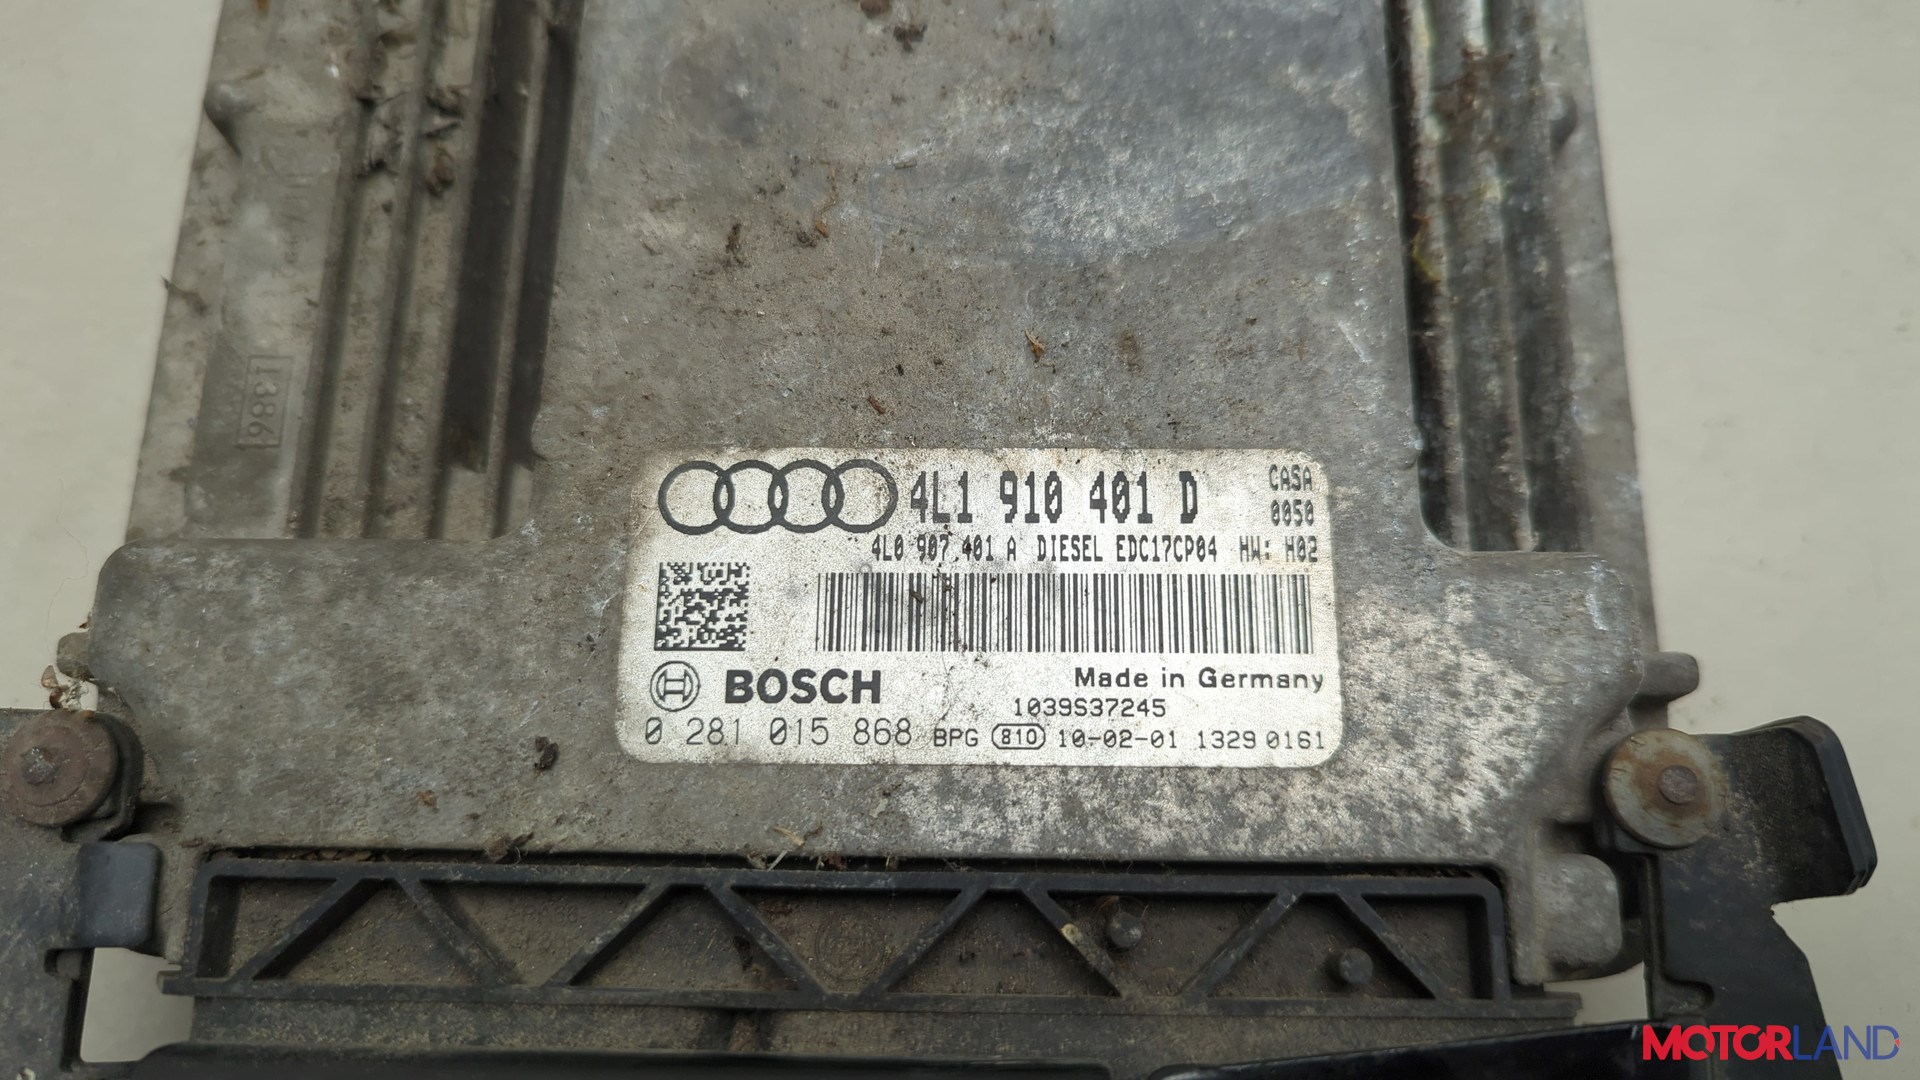 1386
4L1 910 401 D
CASA
0050
4L0 907 401 A DIESEL EDC17CP04 HW: H02
BOSCH
Made in Germany
1039S37245
0 281 015 868 BPG 810 10-02-01 1329 0161
MOTORLAND